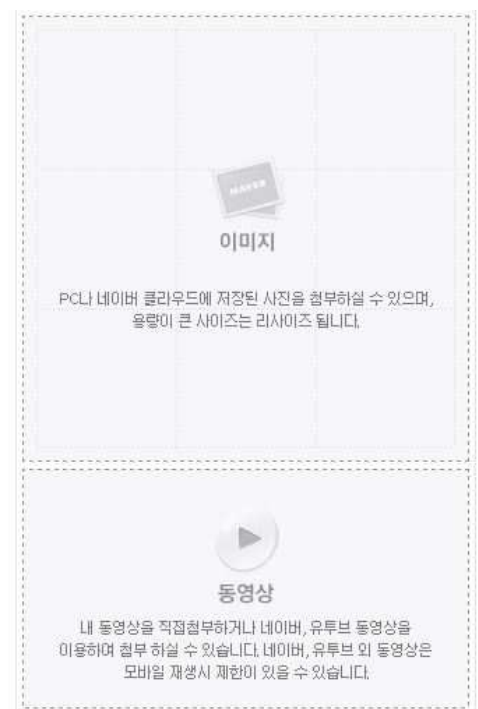 MAKER
이미지
PC나 네이버 클라우드에 저장된 사진을 첨부하실 수 있으며,
용량이 큰 사이즈는 리사이즈 됩니다.
동영상
내 동영상을 직접첨부하거나 네이버, 유투브 동영상을
이용하여 첨부 하실 수 있습니다. 네이버, 유투브 외 동영상은
모바일 재생시 제한이 있을 수 있습니다.